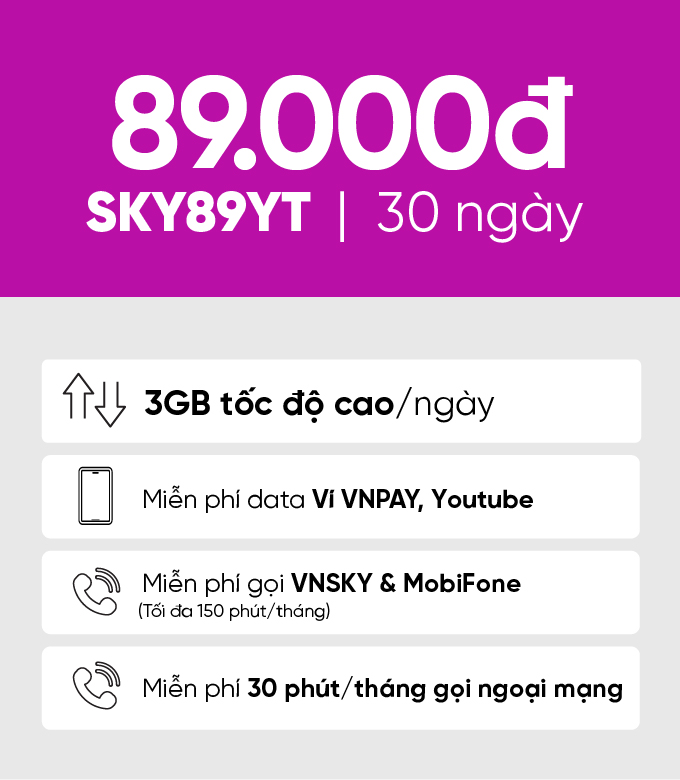 89.000đ
SKY89YT | 30 ngày
3GB tốc độ cao/ngày
Miễn phí data Ví VNPAY, Youtube
Miễn phí gọi VNSKY & MobiFone
(Tối đa 150 phút/tháng)
Miễn phí 30 phút/tháng gọi ngoại mạng